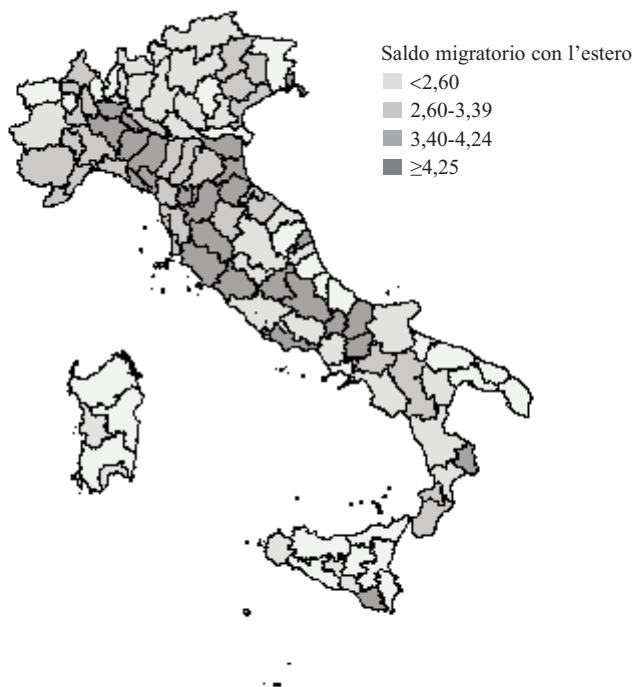 Saldo migratorio con l’estero
<2,60
2,60-3,39
3,40-4,24
≥4,25